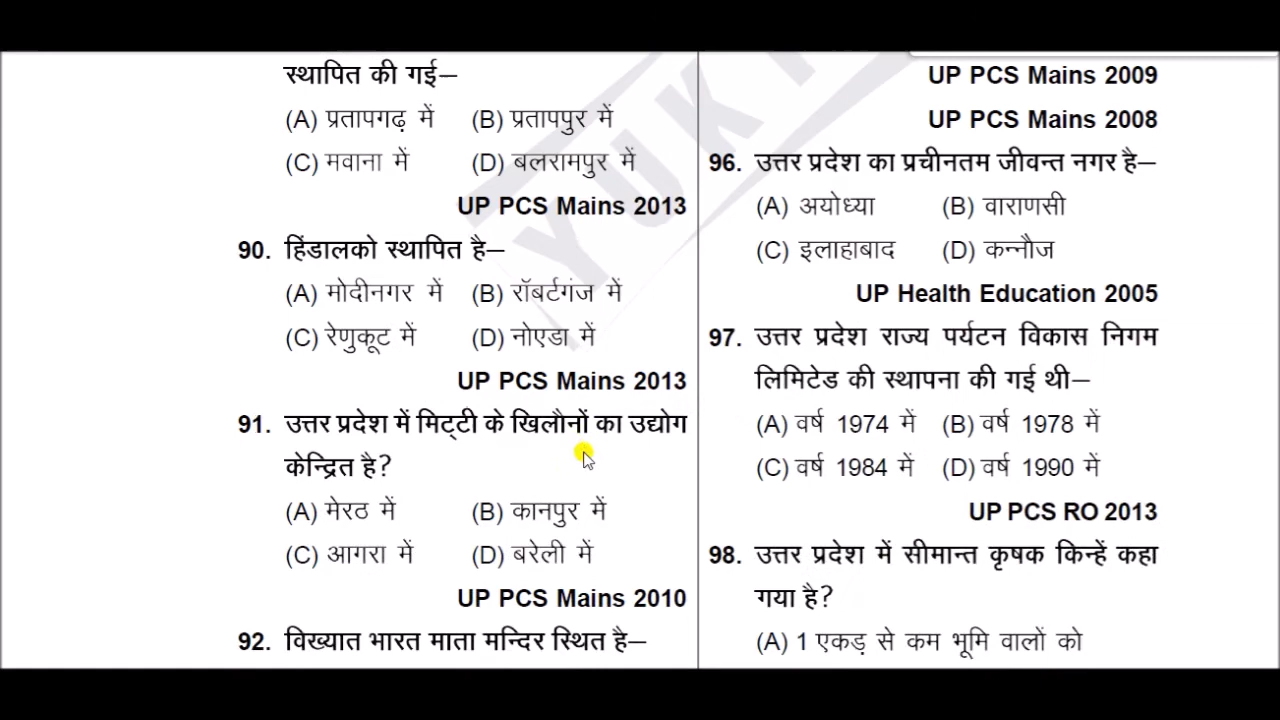 स्थापित की गई–
(A) प्रतापगढ़ में (B) प्रतापपुर में
(C) मवाना में (D) बलरामपुर में
UP PCS Mains 2013
90. हिंडालको स्थापित है–
(A) मोदीनगर में (B) रॉबर्टगंज में
(C) रेणुकूट में (D) नोएडा में
UP PCS Mains 2013
91. उत्तर प्रदेश में मिट्टी के खिलौनों का उद्योग
केन्द्रित है?
(A) मेरठ में (B) कानपुर में
(C) आगरा में (D) बरेली में
UP PCS Mains 2010
92. विख्यात भारत माता मन्दिर स्थित है–
UP PCS Mains 2009
UP PCS Mains 2008
96. उत्तर प्रदेश का प्रचीनतम जीवन्त नगर है–
(A) अयोध्या (B) वाराणसी
(C) इलाहाबाद (D) कन्नौज
UP Health Education 2005
97. उत्तर प्रदेश राज्य पर्यटन विकास निगम
लिमिटेड की स्थापना की गई थी–
(A) वर्ष 1974 में (B) वर्ष 1978 में
(C) वर्ष 1984 में (D) वर्ष 1990 में
UP PCS RO 2013
98. उत्तर प्रदेश में सीमान्त कृषक किन्हें कहा
गया है?
(A) 1 एकड़ से कम भूमि वालों को